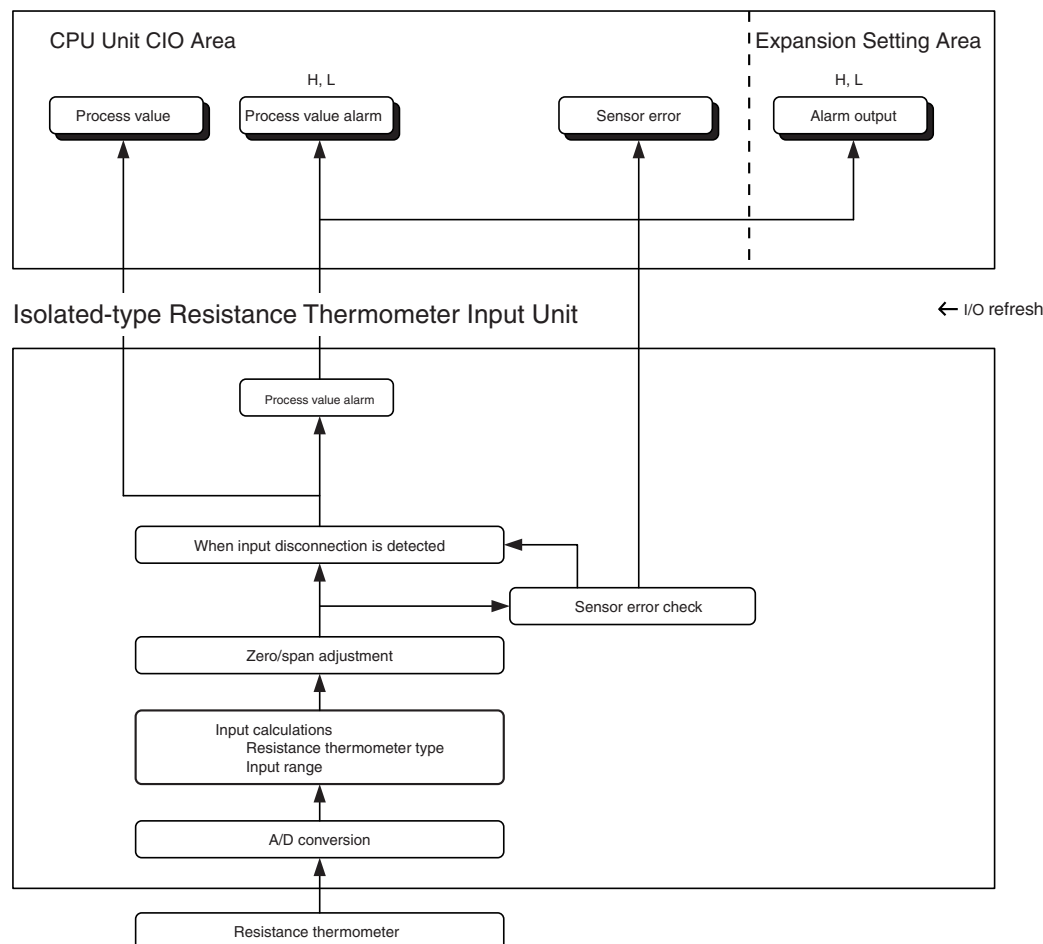 CPU Unit CIO Area
Expansion Setting Area
H, L
H, L
Process value
Process value alarm
Sensor error
Alarm output
Isolated-type Resistance Thermometer Input Unit
I/O refresh
Process value alarm
When input disconnection is detected
Sensor error check
Zero/span adjustment
Input calculations
Resistance thermometer type
Input range
A/D conversion
Resistance thermometer